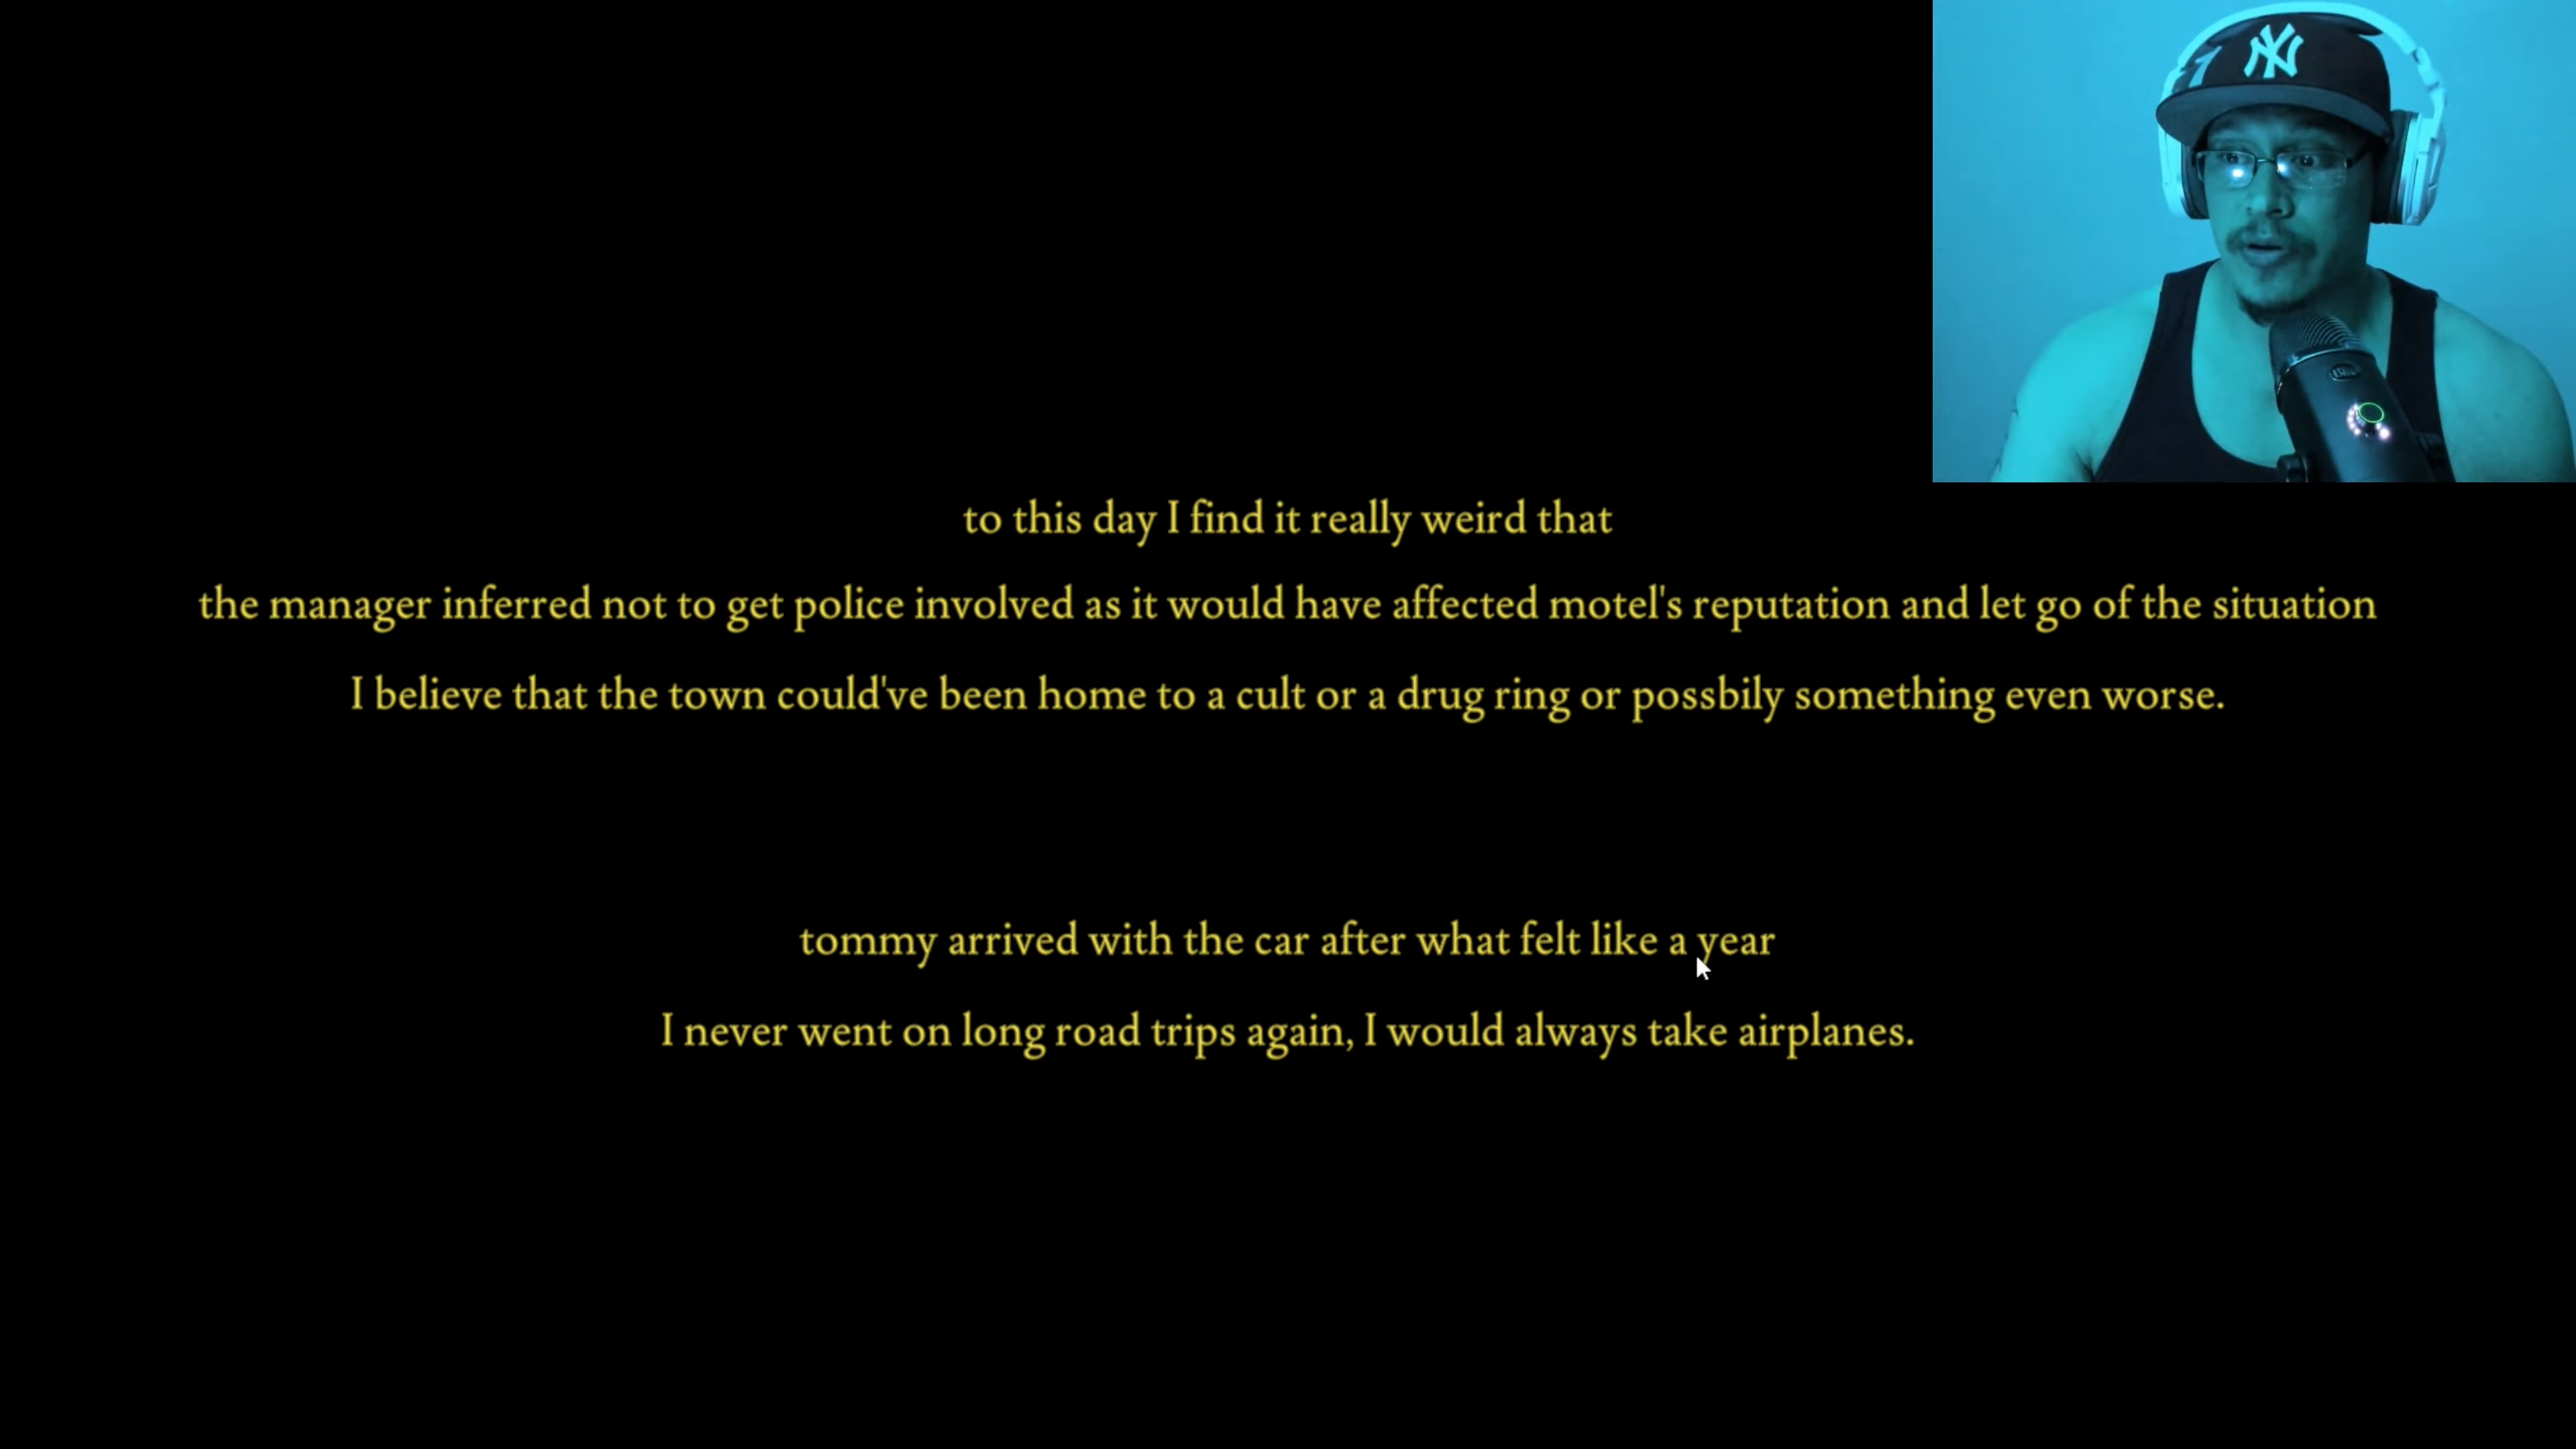 NY
to this day I find it really weird that
the manager inferred not to get police involved as it would have affected motel's reputation and let go of the situation
I believe that the town could've been home to a cult or a drug ring or possbily something even worse.
tommy arrived with the car after what felt like a year
I never went on long road trips again, I would always take airplanes.